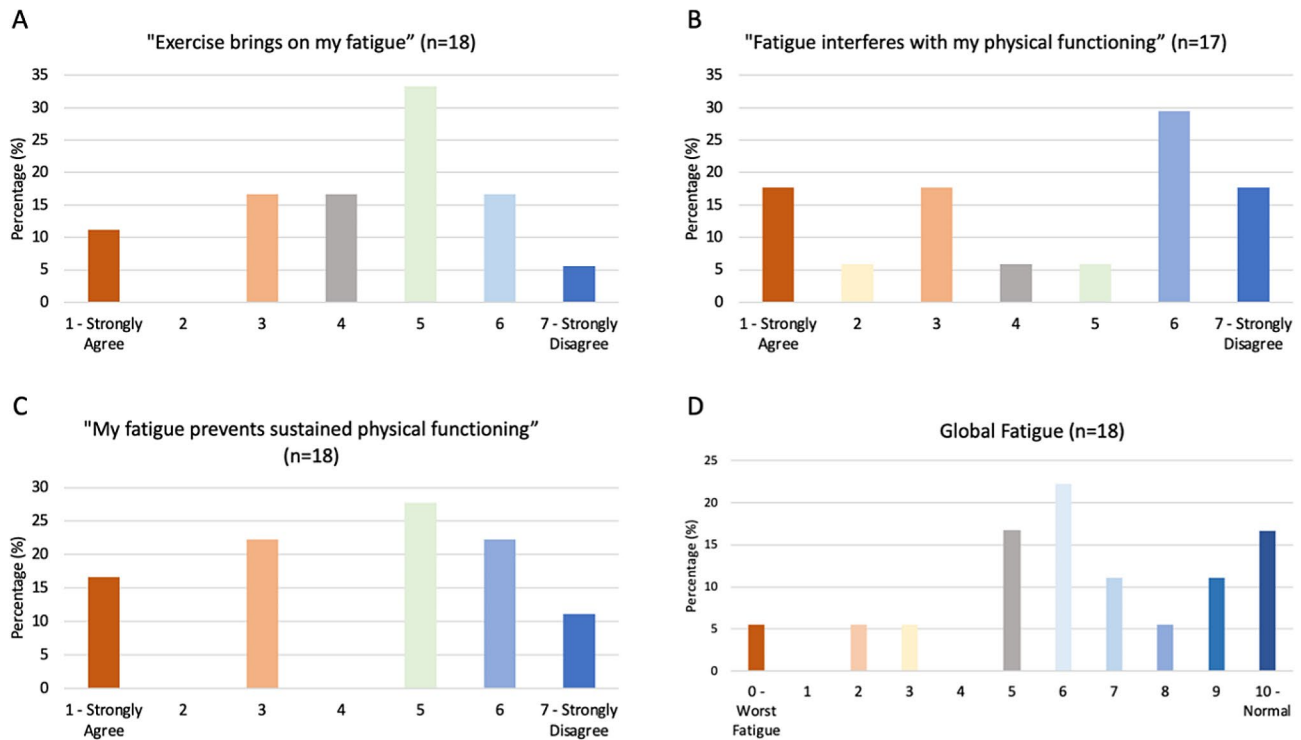 A
"Exercise brings on my fatigue” (n=18)
35
30
25
20
15
10
5
0
Percentage (%)
1 - Strongly
Agree
2
3
4
5
6
7 - Strongly
Disagree
B
"Fatigue interferes with my physical functioning” (n=17)
35
30
25
20
15
10
5
0
Percentage (%)
1 - Strongly
Agree
2
3
4
5
6
7 - Strongly
Disagree
C
"My fatigue prevents sustained physical functioning”
(n=18)
30
25
20
15
10
5
0
Percentage (%)
1 - Strongly
Agree
2
3
4
5
6
7 - Strongly
Disagree
D
Global Fatigue (n=18)
25
20
15
10
5
0
Percentage (%)
0 -
Worst
Fatigue
1
2
3
4
5
6
7
8
9
10 -
Normal